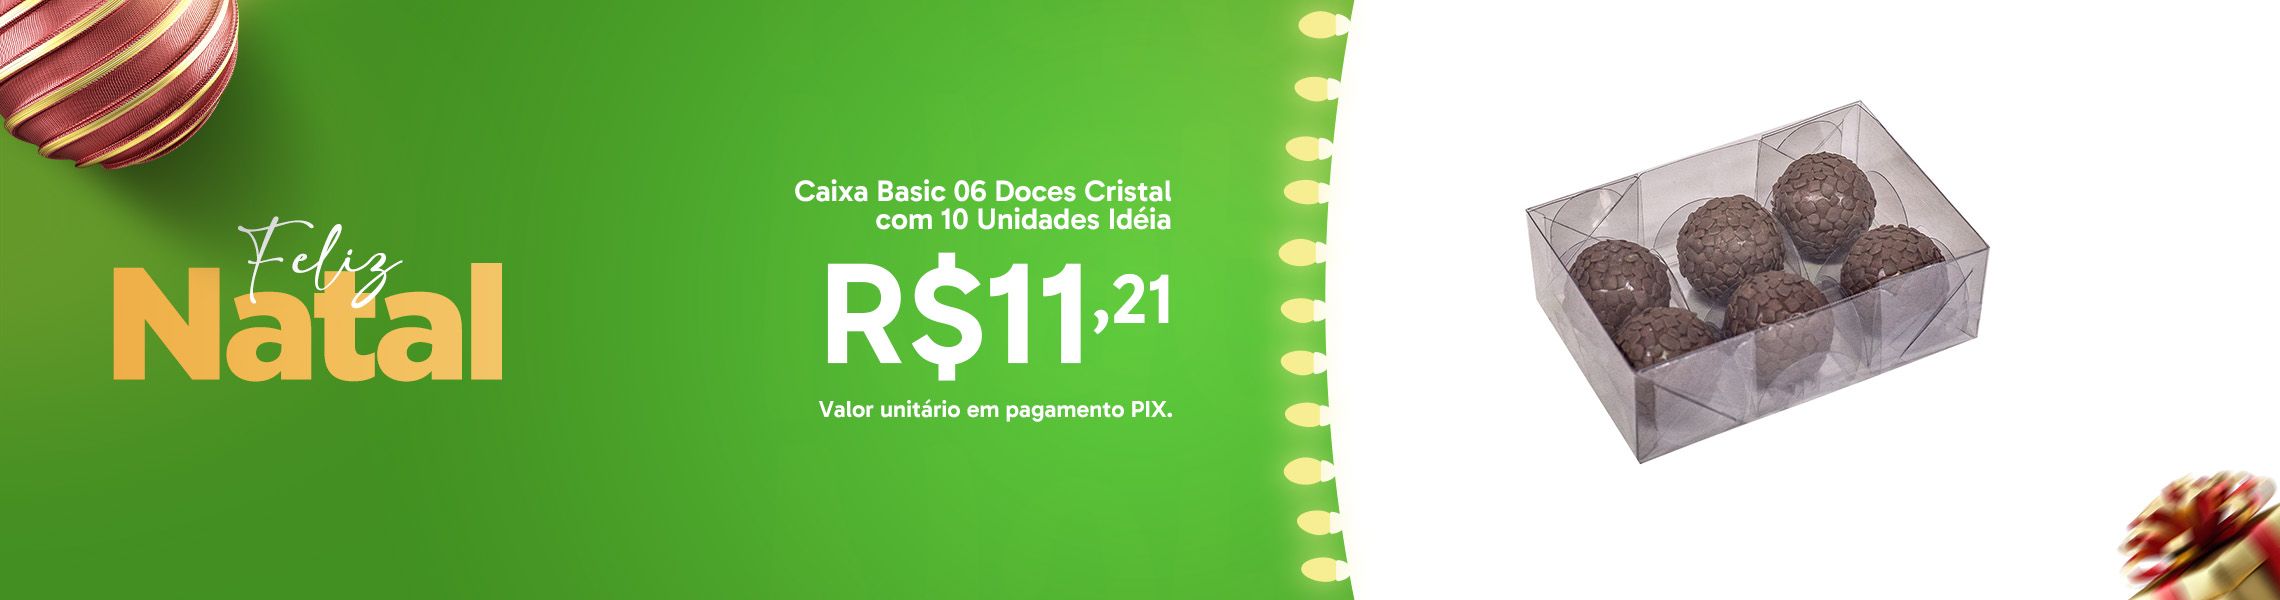 Feliz
Natal
Caixa Basic 06 Doces Cristal
com 10 Unidades Idéia
R$11,21
Valor unitário em pagamento PIX.